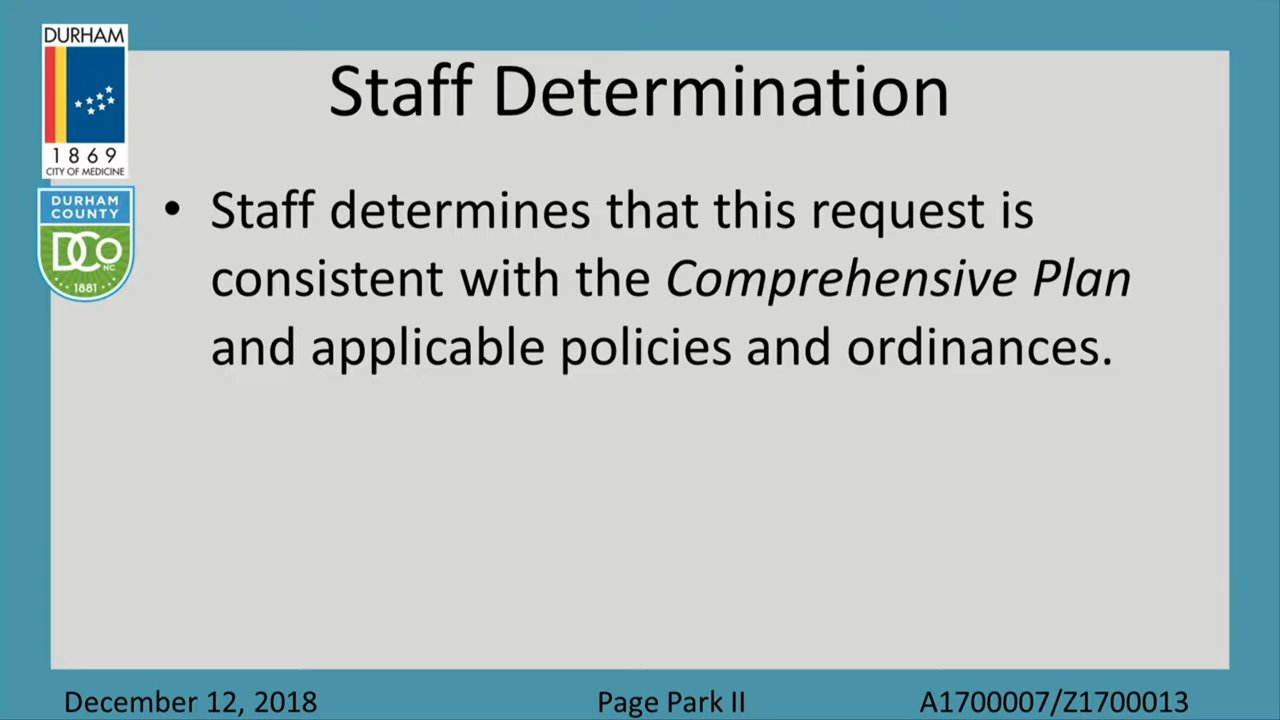 DURHAM
1869
CITY OF MEDICINE
DURHAM
COUNTY
DCo
NC
1881
Staff Determination
• Staff determines that this request is
consistent with the Comprehensive Plan
and applicable policies and ordinances.
December 12, 2018
Page Park II
A1700007/Z1700013